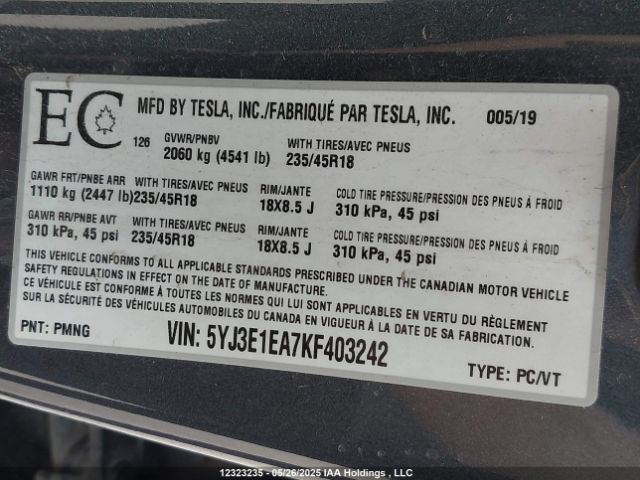 EC
MFD BY TESLA, INC./FABRIQUÉ PAR TESLA, INC. 005/19
126 GVWR/PNBV WITH TIRES/AVEC PNEUS
2060 kg (4541 lb) 235/45R18
GAWR FRT/PNBE ARR WITH TIRES/AVEC PNEUS RIM/JANTE COLD TIRE PRESSURE/PRESSION DES PNEUS À FROID
1110 kg (2447 lb) 235/45R18 18X8.5 J 310 kPa, 45 psi
GAWR RR/PNBE AVT WITH TIRES/AVEC PNEUS RIM/JANTE COLD TIRE PRESSURE/PRESSION DES PNEUS À FROID
310 kPa, 45 psi 235/45R18 18X8.5 J 310 kPa, 45 psi
THIS VEHICLE CONFORMS TO ALL APPLICABLE STANDARDS PRESCRIBED UNDER THE CANADIAN MOTOR VEHICLE
SAFETY REGULATIONS IN EFFECT ON THE DATE OF MANUFACTURE.
CE VÉHICULE EST CONFORME À TOUTES LES NORMES QUI LUI SONT APPLICABLES EN VERTU DU RÈGLEMENT
SUR LA SÉCURITÉ DES VÉHICULES AUTOMOBILES DU CANADA EN VIGUEUR À LA DATE DE SA FABRICATION.
PNT: PMNG VIN: 5YJ3E1EA7KF403242 TYPE: PC/VT
12323235 - 05/26/2025 IAA Holdings , LLC